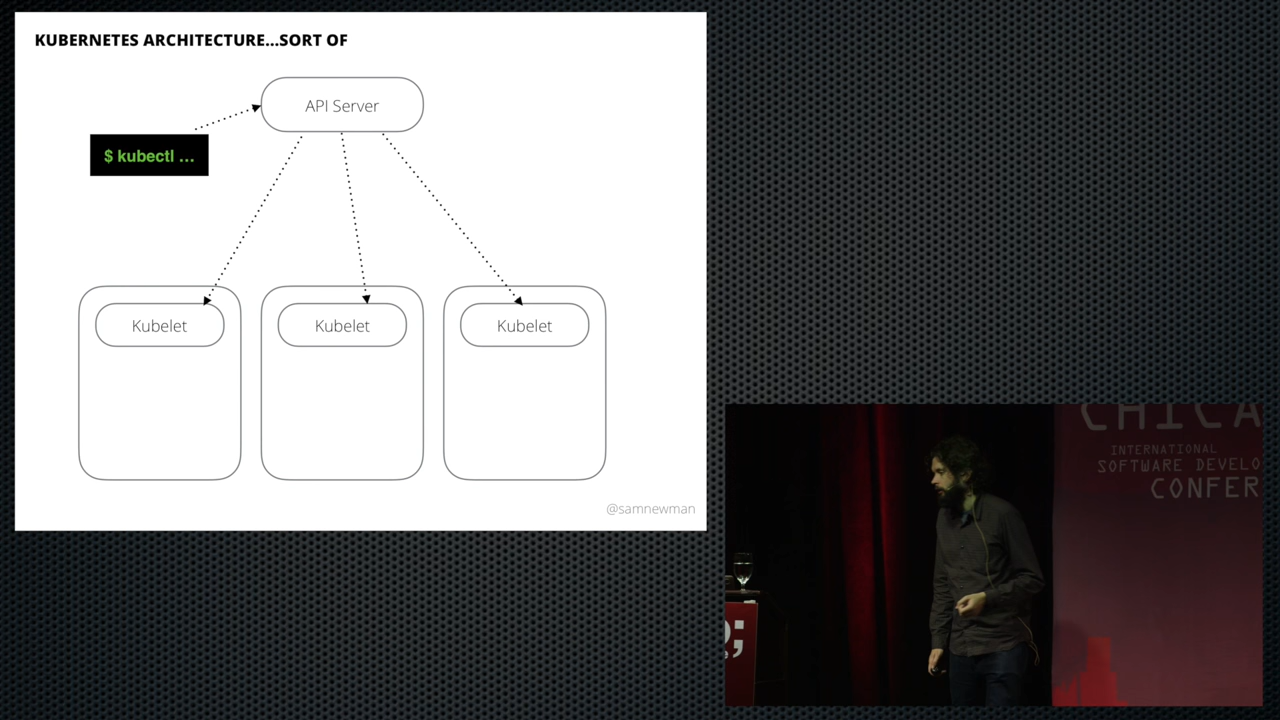 KUBERNETES ARCHITECTURE...SORT OF
API Server
$ kubectl ...
Kubelet
Kubelet
Kubelet
@samnewman
CHICA
INTERNATIONAL
SOFTWARE DEVELO
CONFER